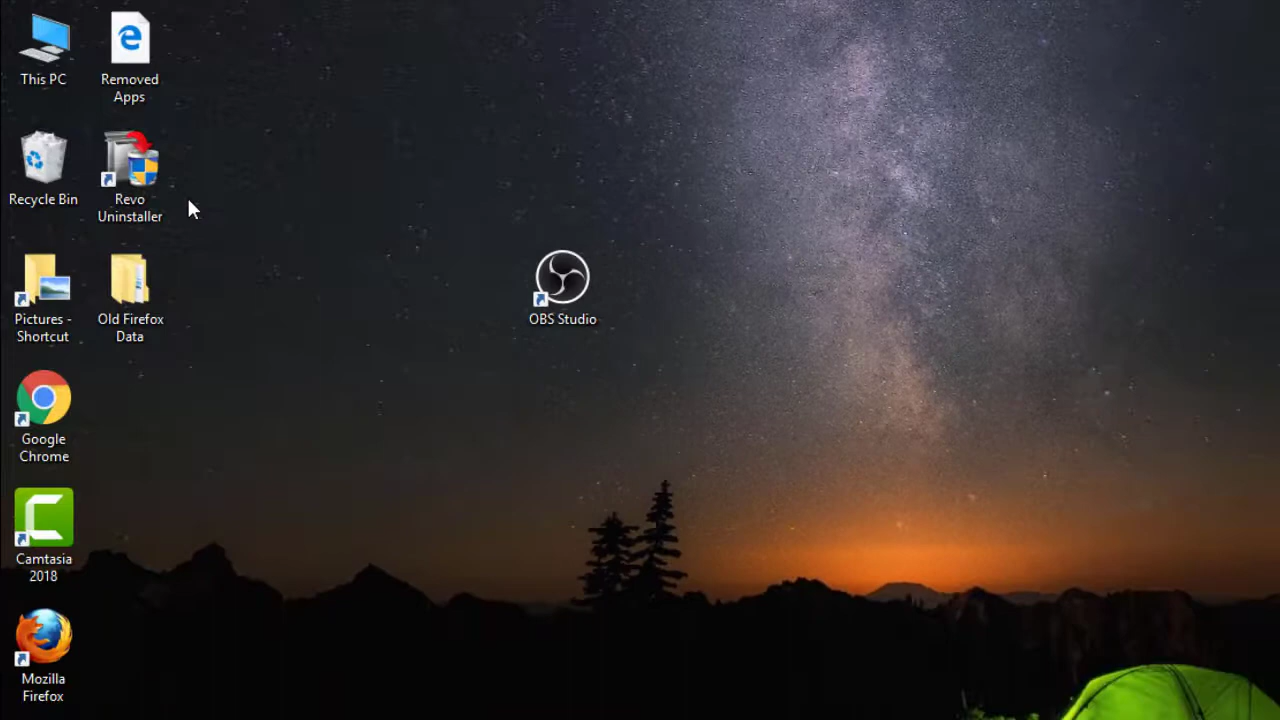 This PC
Removed
Apps
Recycle Bin
Revo
Uninstaller
Pictures -
Shortcut
Old Firefox
Data
OBS Studio
Google
Chrome
Camtasia
2018
Mozilla
Firefox